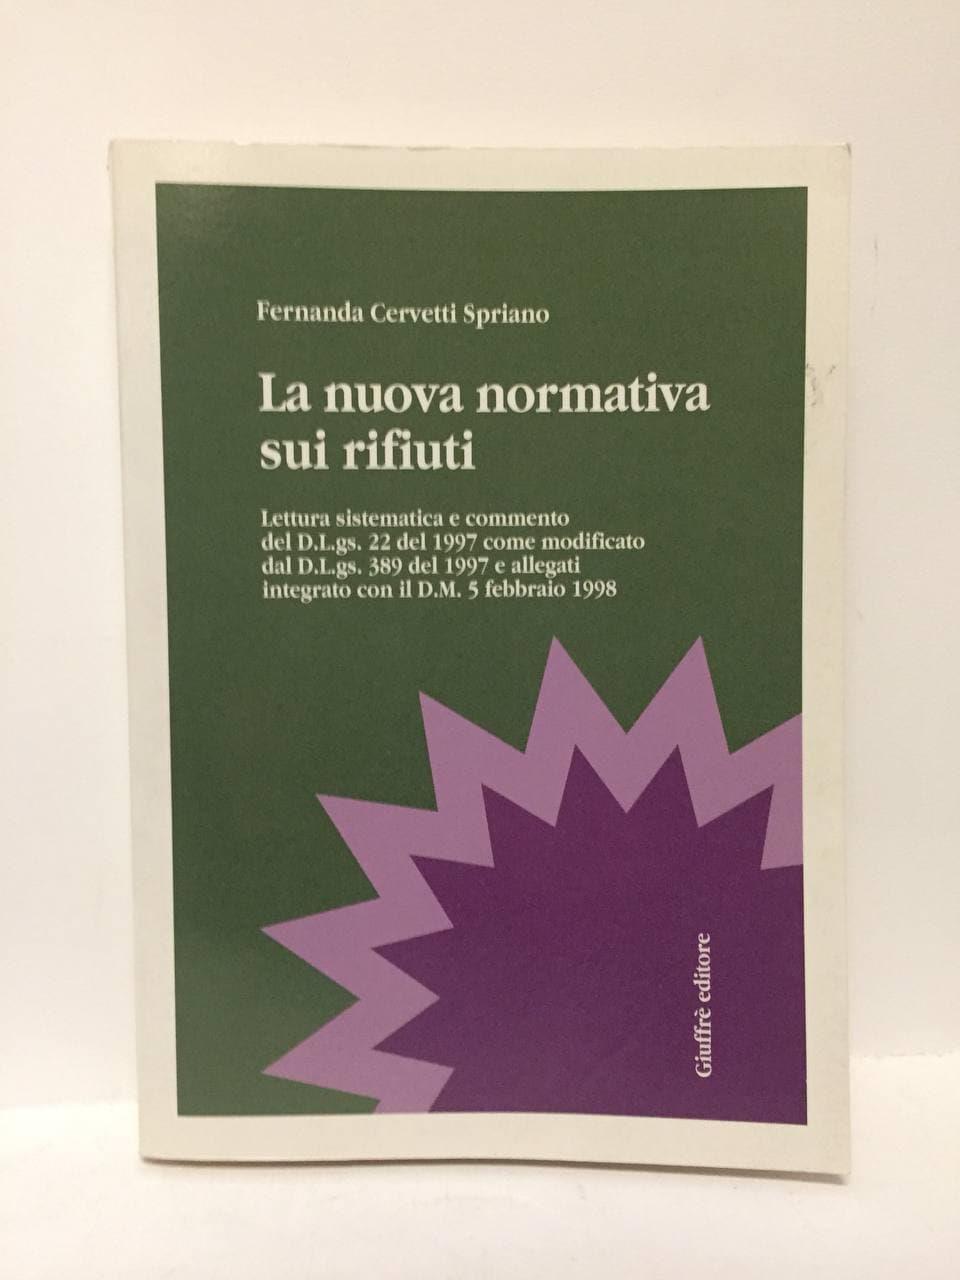 Fernanda Cervetti Spriano
La nuova normativa
sui rifiuti
Lettura sistematica e commento
del D.L.gs. 22 del 1997 come modificato
dal D.L.gs. 389 del 1997 e allegati
integrato con il D.M. 5 febbraio 1998
Giuffrè editore